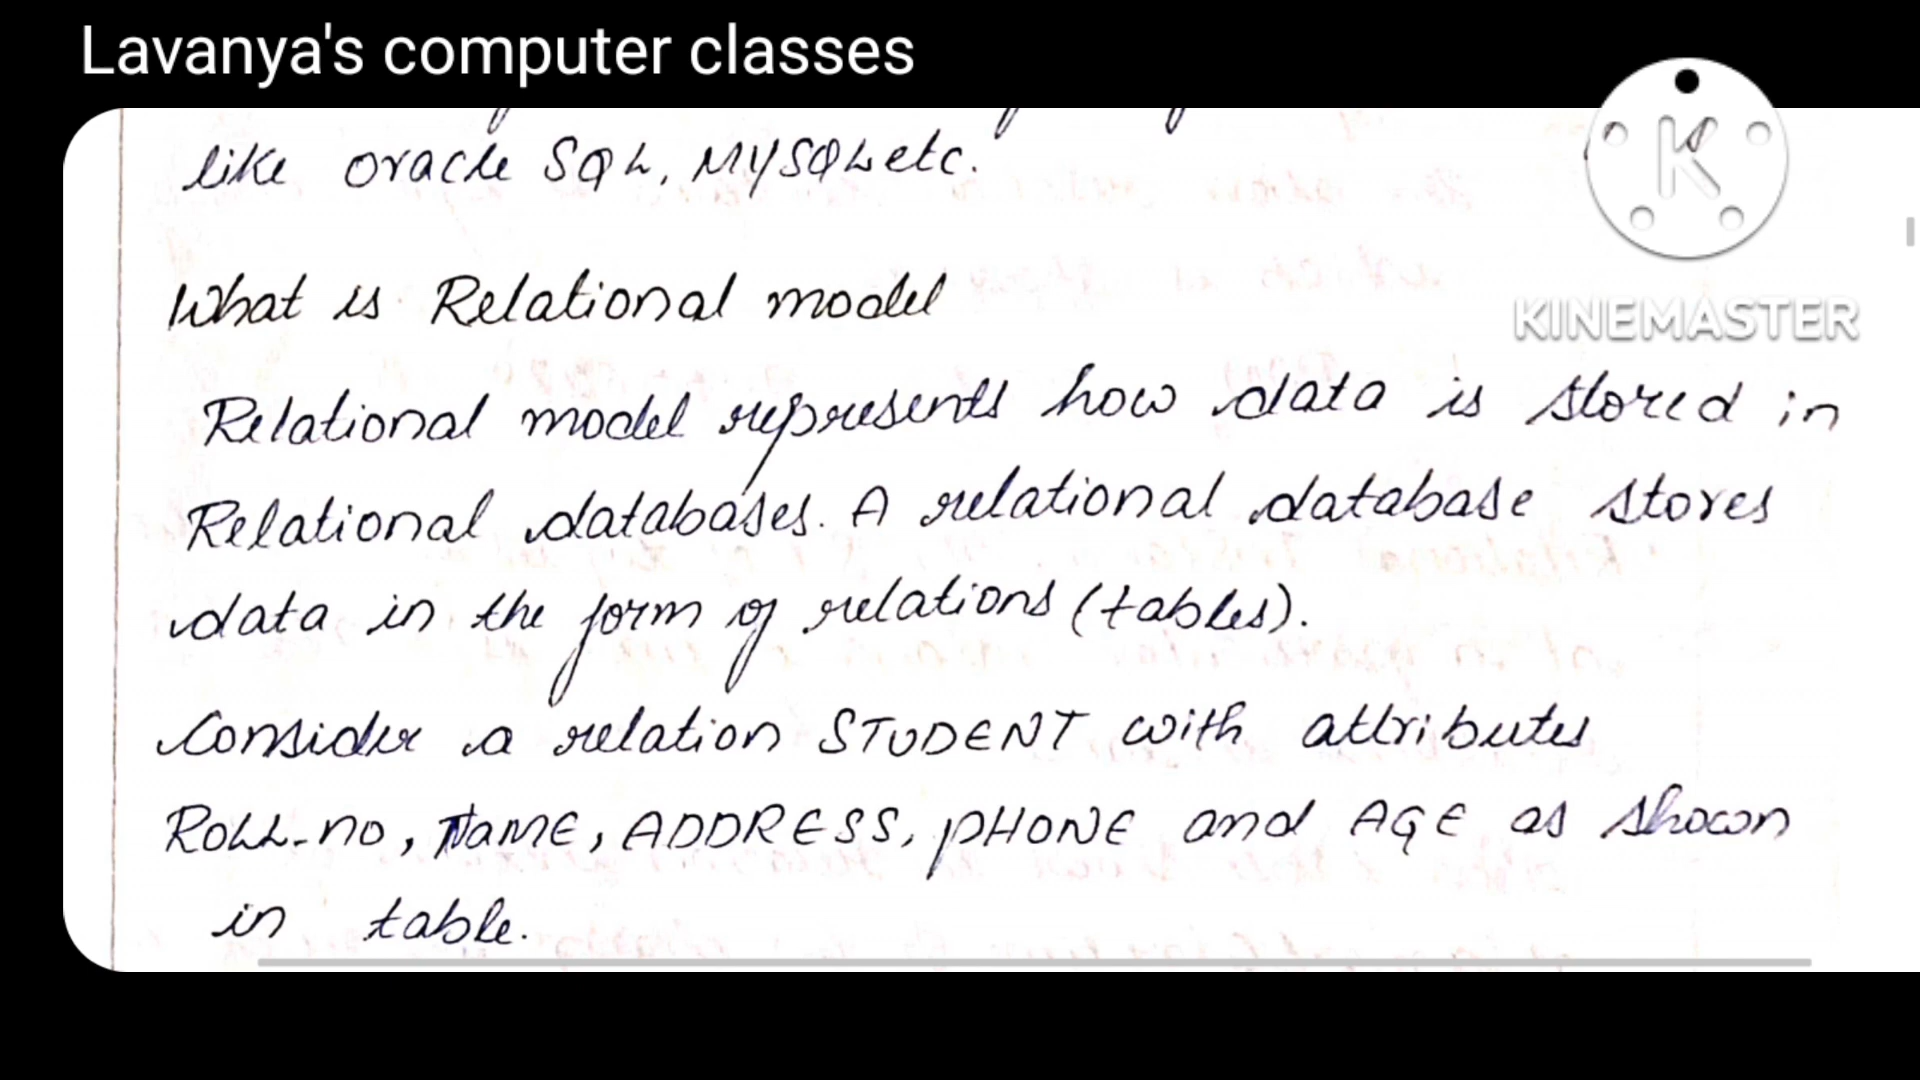 Lavanya's computer classes
like oracle SQL, MYSQL etc.
KINEMASTER
What is Relational model
Relational model represents how data is stored in
Relational databases. A relational database stores
data in the form of relations (tables).
Consider a relation STUDENT with attributes
ROLL-no, NAME, ADDRESS, PHONE and AGE as shown
in table.